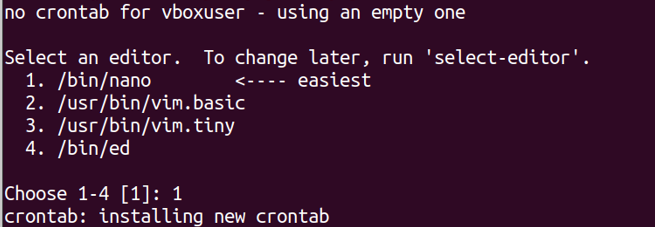 no crontab for vboxuser - using an empty one
Select an editor.  To change later, run 'select-editor'.
  1. /bin/nano        <---- easiest
  2. /usr/bin/vim.basic
  3. /usr/bin/vim.tiny
  4. /bin/ed
Choose 1-4 [1]: 1
crontab: installing new crontab